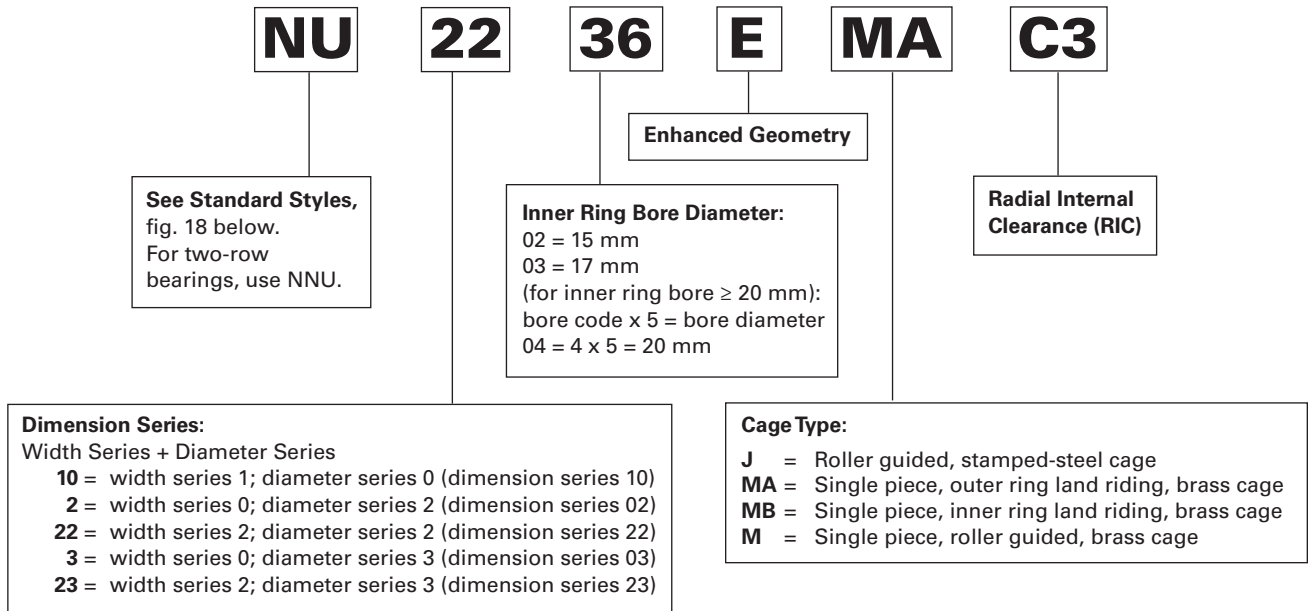 NU 22 36 E MA C3
Enhanced Geometry
See Standard Styles,
fig. 18 below.
For two-row
bearings, use NNU.
Inner Ring Bore Diameter:
02 = 15 mm
03 = 17 mm
(for inner ring bore ≥ 20 mm):
bore code x 5 = bore diameter
04 = 4 x 5 = 20 mm
Radial Internal
Clearance (RIC)
Dimension Series:
Width Series + Diameter Series
10 = width series 1; diameter series 0 (dimension series 10)
2 = width series 0; diameter series 2 (dimension series 02)
22 = width series 2; diameter series 2 (dimension series 22)
3 = width series 0; diameter series 3 (dimension series 03)
23 = width series 2; diameter series 3 (dimension series 23)
Cage Type:
J = Roller guided, stamped-steel cage
MA = Single piece, outer ring land riding, brass cage
MB = Single piece, inner ring land riding, brass cage
M = Single piece, roller guided, brass cage